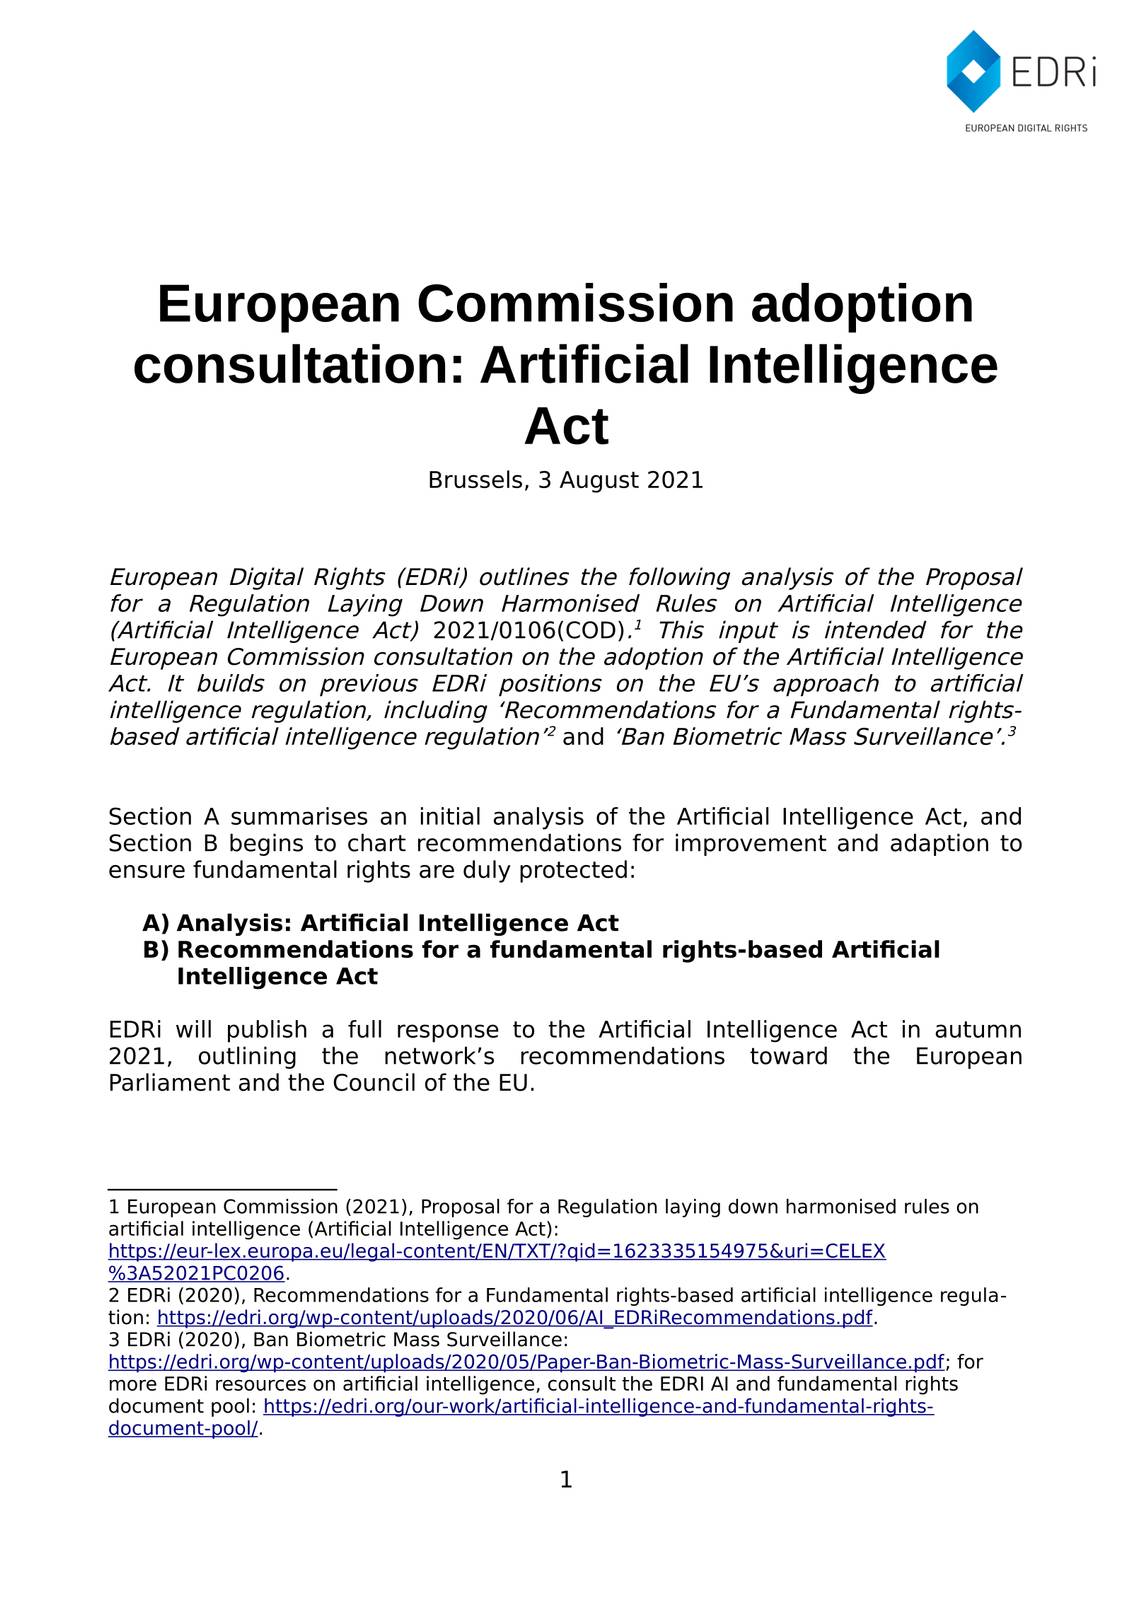 EDRi
EUROPEAN DIGITAL RIGHTS
European Commission adoption
consultation: Artificial Intelligence
Act
Brussels, 3 August 2021
European Digital Rights (EDRi) outlines the following analysis of the Proposal
for a Regulation Laying Down Harmonised Rules on Artificial Intelligence
(Artificial Intelligence Act) 2021/0106(COD).1 This input is intended for the
European Commission consultation on the adoption of the Artificial Intelligence
Act. It builds on previous EDRi positions on the EU’s approach to artificial
intelligence regulation, including ‘Recommendations for a Fundamental rights-
based artificial intelligence regulation’2 and ‘Ban Biometric Mass Surveillance’.3
Section A summarises an initial analysis of the Artificial Intelligence Act, and
Section B begins to chart recommendations for improvement and adaption to
ensure fundamental rights are duly protected:
A) Analysis: Artificial Intelligence Act
B) Recommendations for a fundamental rights-based Artificial
Intelligence Act
EDRi will publish a full response to the Artificial Intelligence Act in autumn
2021, outlining the network’s recommendations toward the European
Parliament and the Council of the EU.
1 European Commission (2021), Proposal for a Regulation laying down harmonised rules on
artificial intelligence (Artificial Intelligence Act):
https://eur-lex.europa.eu/legal-content/EN/TXT/?qid=1623335154975&uri=CELEX
%3A52021PC0206.
2 EDRi (2020), Recommendations for a Fundamental rights-based artificial intelligence regula-
tion: https://edri.org/wp-content/uploads/2020/06/AI_EDRiRecommendations.pdf.
3 EDRi (2020), Ban Biometric Mass Surveillance:
https://edri.org/wp-content/uploads/2020/05/Paper-Ban-Biometric-Mass-Surveillance.pdf; for
more EDRi resources on artificial intelligence, consult the EDRI AI and fundamental rights
document pool: https://edri.org/our-work/artificial-intelligence-and-fundamental-rights-
document-pool/.
1